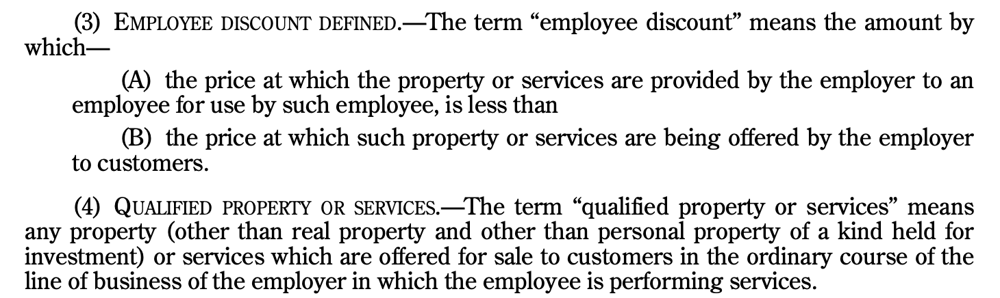 (3) EMPLOYEE DISCOUNT DEFINED.—The term “employee discount” means the amount by
which—
(A) the price at which the property or services are provided by the employer to an
employee for use by such employee, is less than
(B) the price at which such property or services are being offered by the employer
to customers.
(4) QUALIFIED PROPERTY OR SERVICES.—The term “qualified property or services” means
any property (other than real property and other than personal property of a kind held for
investment) or services which are offered for sale to customers in the ordinary course of the
line of business of the employer in which the employee is performing services.